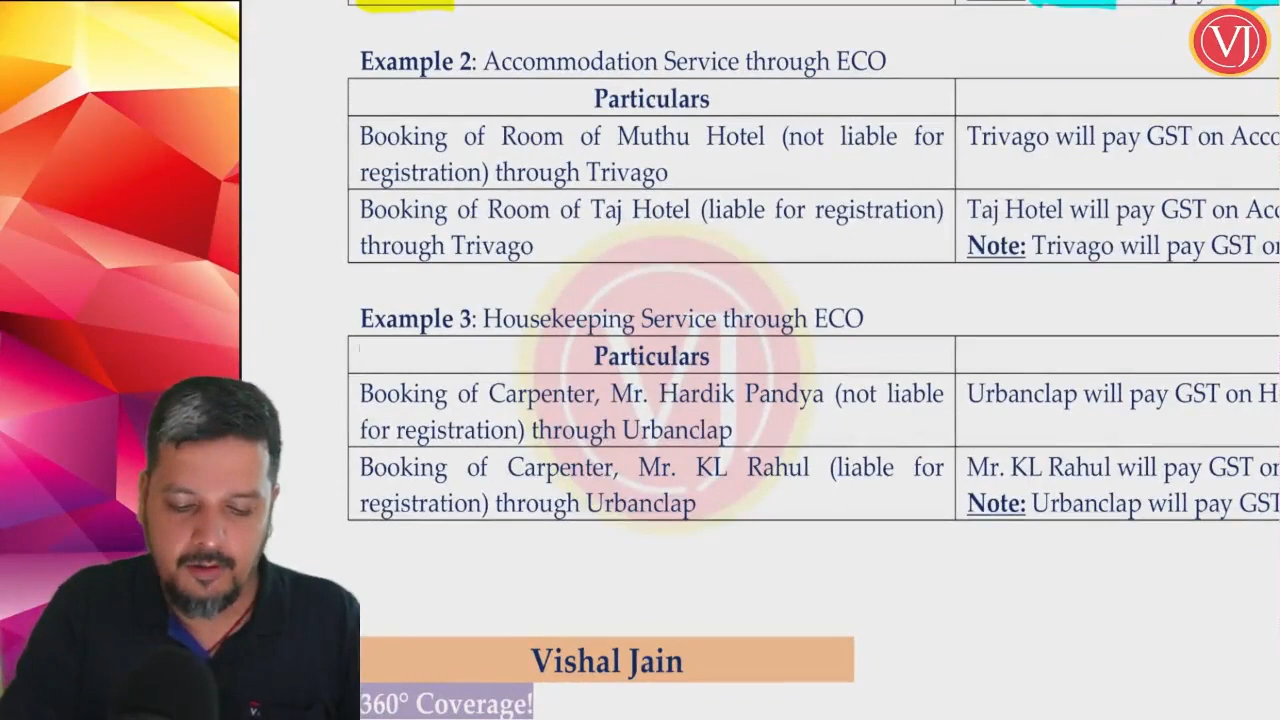 VJ
Example 2: Accommodation Service through ECO
Particulars
Booking of Room of Muthu Hotel (not liable for
registration) through Trivago
Trivago will pay GST on Acco
Booking of Room of Taj Hotel (liable for registration)
through Trivago
Taj Hotel will pay GST on Acc
Note: Trivago will pay GST on
Example 3: Housekeeping Service through ECO
Particulars
Booking of Carpenter, Mr. Hardik Pandya (not liable
for registration) through Urbanclap
Urbanclap will pay GST on H
Booking of Carpenter, Mr. KL Rahul (liable for
registration) through Urbanclap
Mr. KL Rahul will pay GST on
Note: Urbanclap will pay GST
Vishal Jain
360° Coverage!